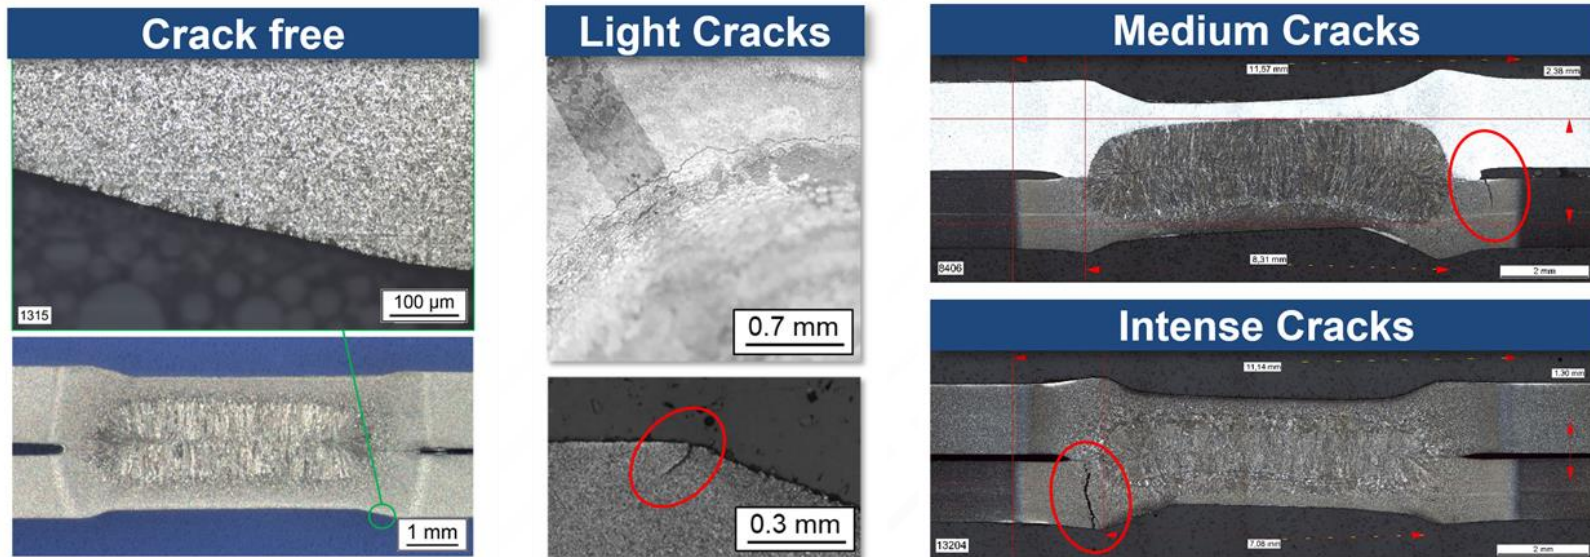 Crack free
100 µm
1315
1 mm
Light Cracks
0.7 mm
0.3 mm
Medium Cracks
11,57 mm
2.38 mm
8,31 mm
8406
2 mm
Intense Cracks
11,14 mm
1.30 mm
7,08 mm
13204
2 mm